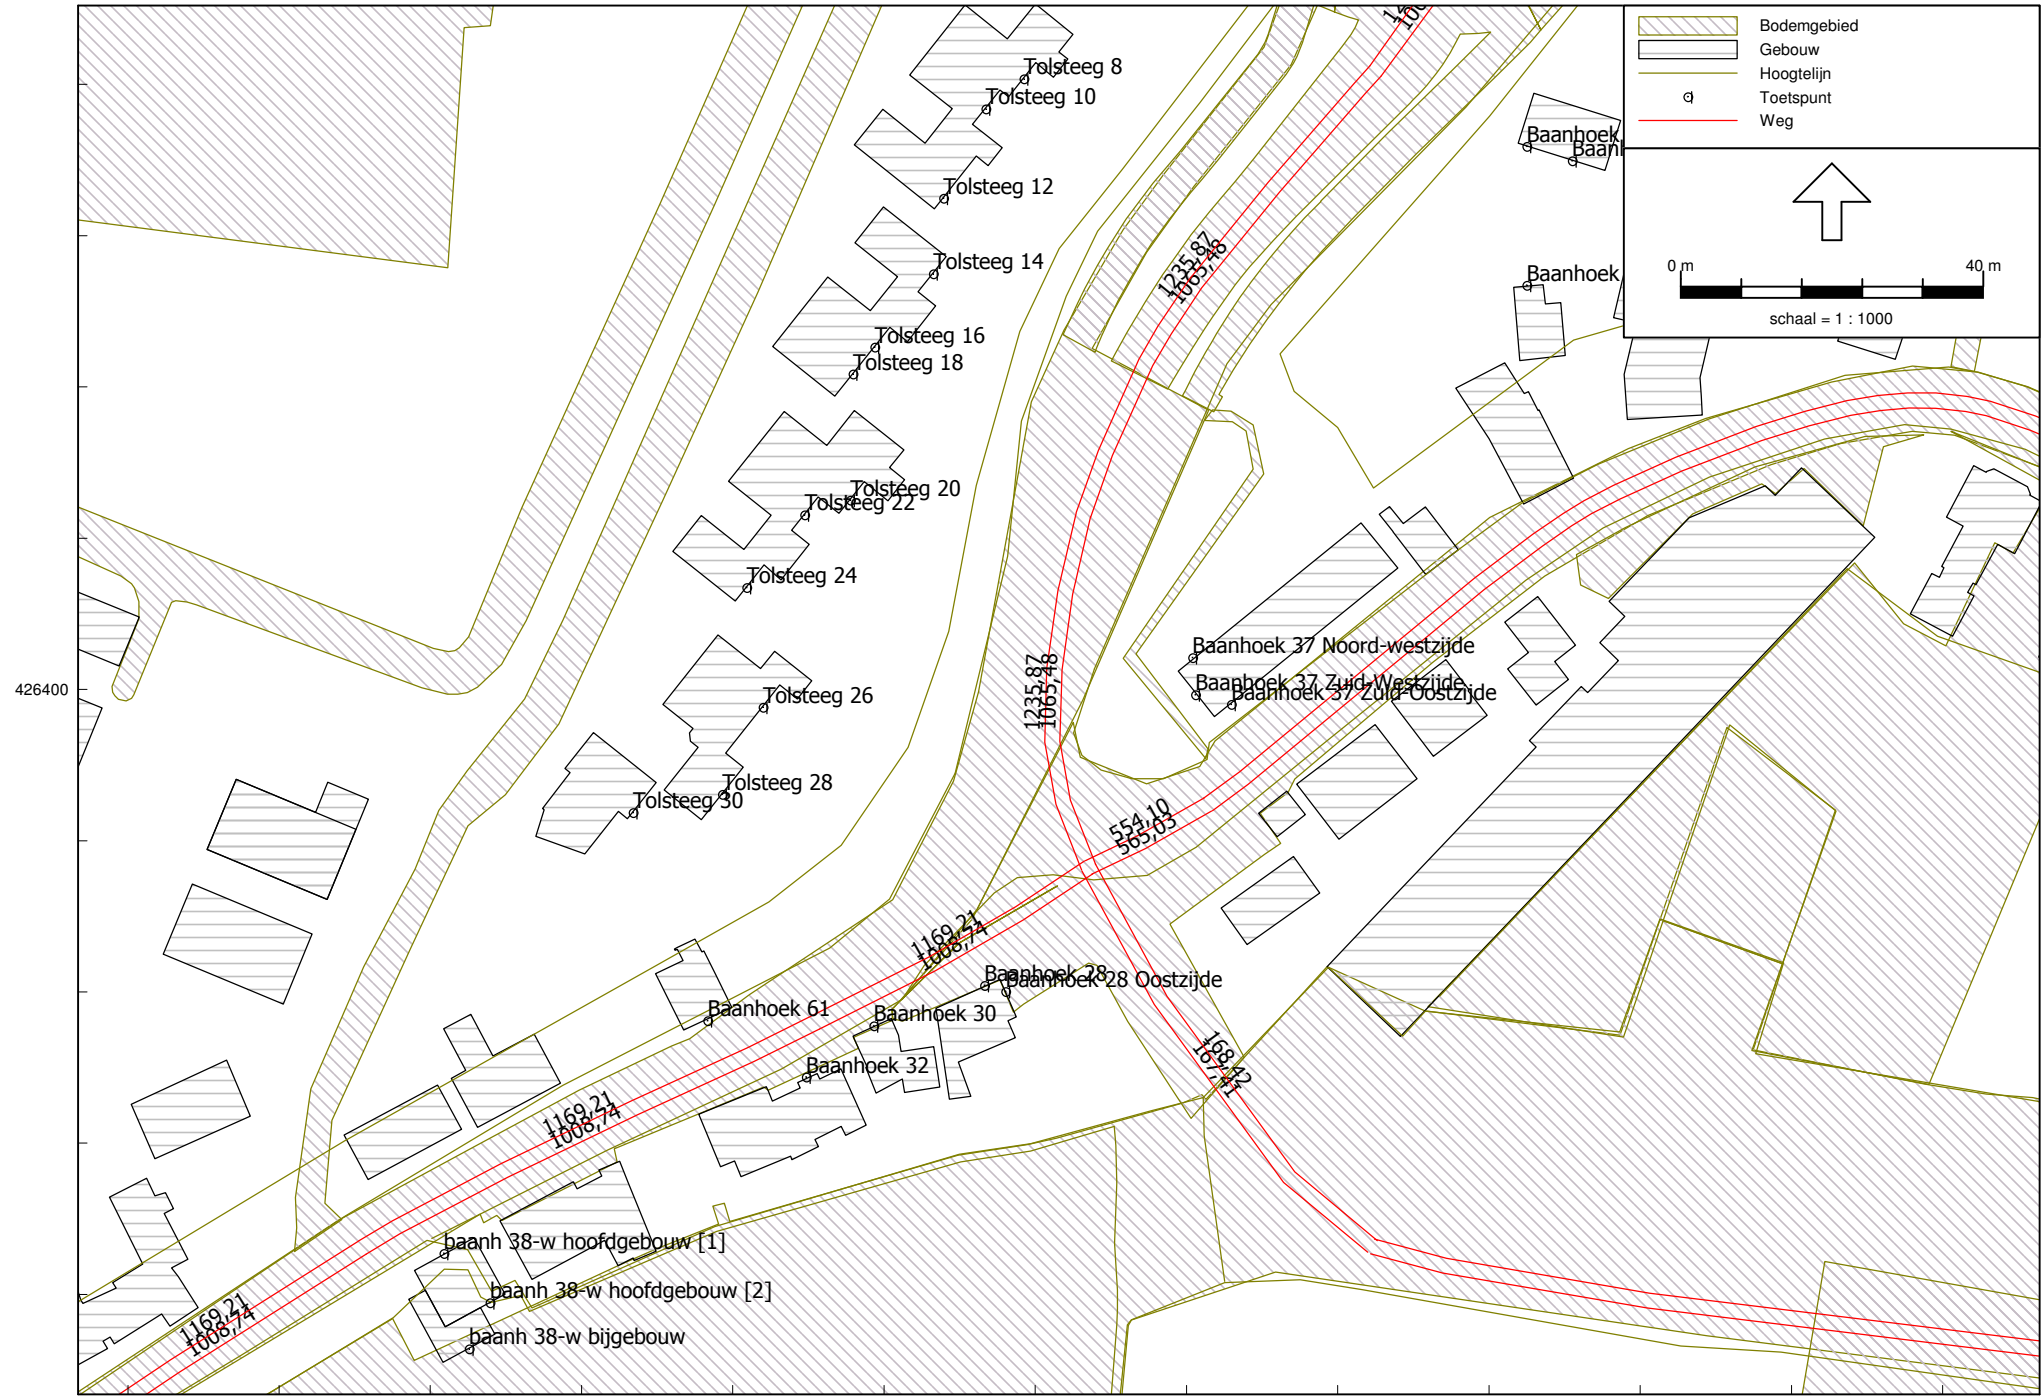 Bodemgebied
Gebouw
Hoogtelijn
Toetspunt
Weg
0 m 40 m
schaal = 1 : 1000
Tolsteeg 8
Tolsteeg 10
Baanhoek
Tolsteeg 12
Tolsteeg 14
1235,87
1065,48
Baanhoek
Tolsteeg 16
Tolsteeg 18
Tolsteeg 20
Tolsteeg 22
Tolsteeg 24
Baanhoek 37 Noord-westzijde
Baanhoek 37 Zuid-Westzijde
Baanhoek 37 Zuid-Oostzijde
426400
1235,87
1065,48
Tolsteeg 26
Tolsteeg 28
Tolsteeg 30
554,10
565,03
1169,21
1008,74
Baanhoek 28
Baanhoek 28 Oostzijde
Baanhoek 61
Baanhoek 30
Baanhoek 32
168,42
167,41
1169,21
1008,74
baanh 38-w hoofdgebouw [1]
baanh 38-w hoofdgebouw [2]
1169,21
1008,74
baanh 38-w bijgebouw